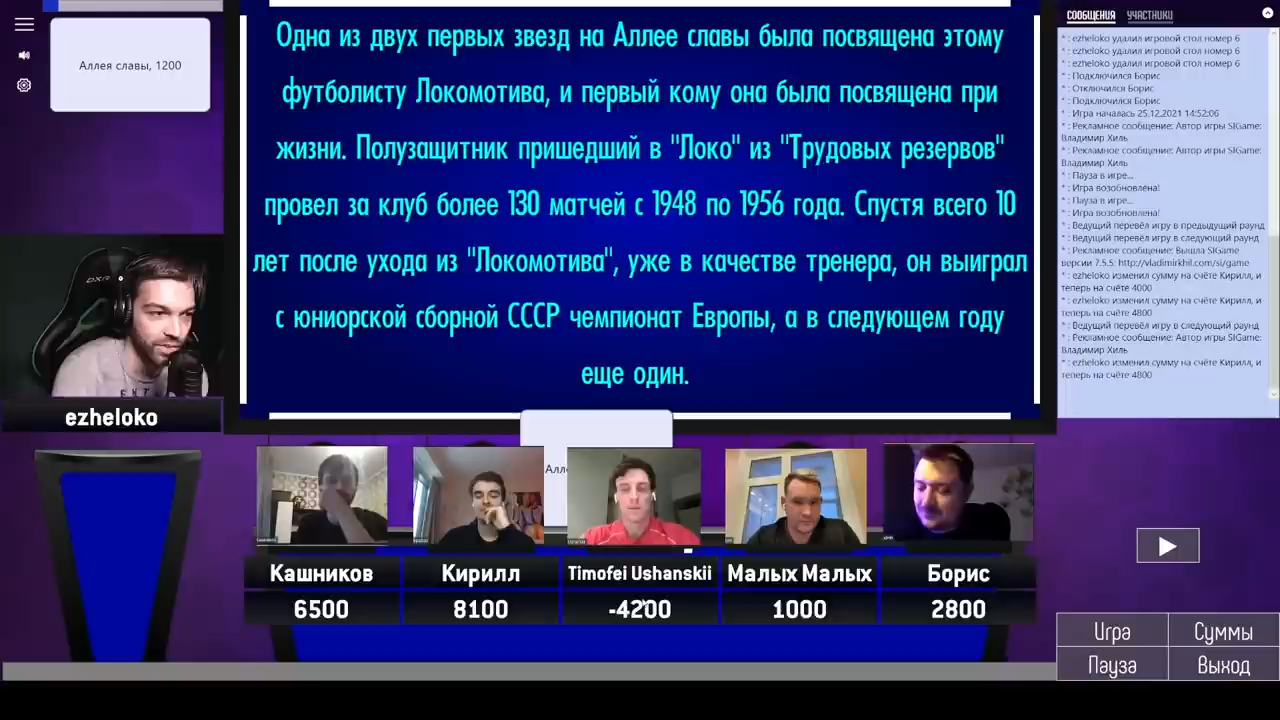 Аллея славы, 1200
Одна из двух первых звезд на Аллее славы была посвящена этому
футболисту Локомотива, и первый кому она была посвящена при
жизни. Полузащитник пришедший в "Локо" из "Трудовых резервов"
провел за клуб более 130 матчей с 1948 по 1956 года. Спустя всего 10
лет после ухода из "Локомотива", уже в качестве тренера, он выиграл
с юниорской сборной СССР чемпионат Европы, а в следующем году
еще один.
СООБЩЕНИЯ УЧАСТНИКИ
* : ezheloko удалил игровой стол номер 6
* : ezheloko удалил игровой стол номер 6
* : ezheloko удалил игровой стол номер 6
* : Подключился Борис
* : Отключился Борис
* : Подключился Борис
* : Игра началась 25.12.2021 14:52:06
* : Рекламное сообщение: Автор игры SIGame:
Владимир Хиль
* : Рекламное сообщение: Автор игры SIGame:
Владимир Хиль
* : Пауза в игре...
* : Игра возобновлена!
* : Пауза в игре...
* : Игра возобновлена!
* : Ведущий перевёл игру в предыдущий раунд
* : Ведущий перевёл игру в следующий раунд
* : Рекламное сообщение: Вышла SIGame
версии 7.5.5: http://vladimirkhil.com/si/game
* : ezheloko изменил сумму на счёте Кирилл, и
теперь на счёте 4000
* : ezheloko изменил сумму на счёте Кирилл, и
теперь на счёте 4800
* : Ведущий перевёл игру в следующий раунд
* : Рекламное сообщение: Автор игры SIGame:
Владимир Хиль
* : ezheloko изменил сумму на счёте Кирилл, и
теперь на счёте 4800
DXR
ezheloko
Алле
Кашников Кирилл Timofei Ushanskii Малых Малых Борис
6500 8100 -4200 1000 2800
Игра Суммы
Пауза Выход